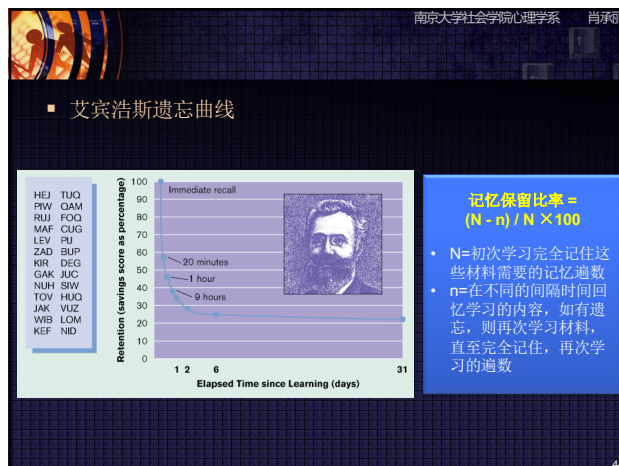 南京大学社会学院心理学系 肖承丽
艾宾浩斯遗忘曲线
HEJ TUQ
PIW QAM
RUJ FOQ
MAF CUG
LEV PIJ
ZAD BUP
KIR DEG
GAK JUC
NUH SIW
TOV HUQ
JAK VUZ
WIB LOM
KEF NID
Retention (savings score as percentage)
100
90
80
70
60
50
40
30
20
10
0
Immediate recall
20 minutes
1 hour
9 hours
1 2 6 31
Elapsed Time since Learning (days)
记忆保留比率 =
(N - n) / N ×100
• N=初次学习完全记住这
些材料需要的记忆遍数
• n=在不同的间隔时间回
忆学习的内容，如有遗
忘，则再次学习材料，
直至完全记住，再次学
习的遍数
4